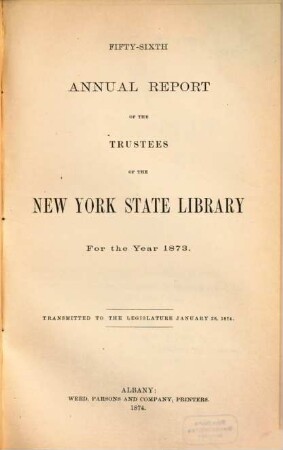 FIFTY-SIXTH
ANNUAL REPORT
OF THE
TRUSTEES
OF THE
NEW YORK STATE LIBRARY
For the Year 1873.
TRANSMITTED TO THE LEGISLATURE JANUARY 28, 1874.
ALBANY:
WEED, PARSONS AND COMPANY, PRINTERS.
1874.